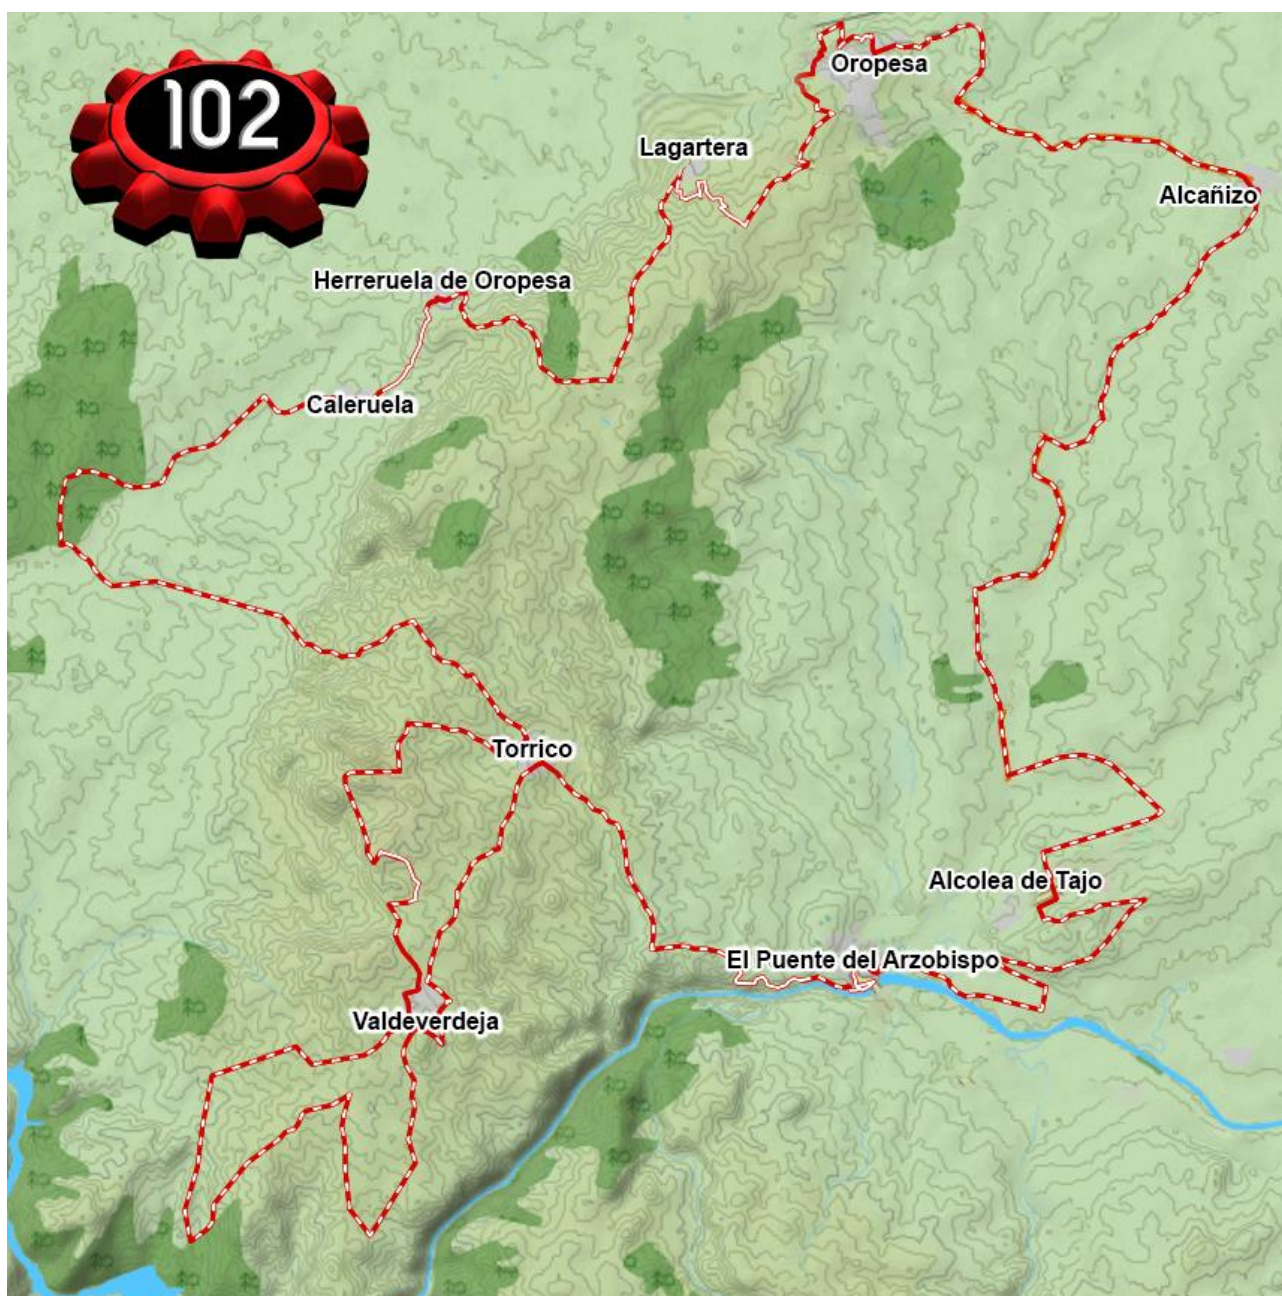 102
Oropesa
Lagartera
Alcañizo
Herreruela de Oropesa
Caleruela
Torrico
Alcolea de Tajo
El Puente del Arzobispo
Valdeverdeja